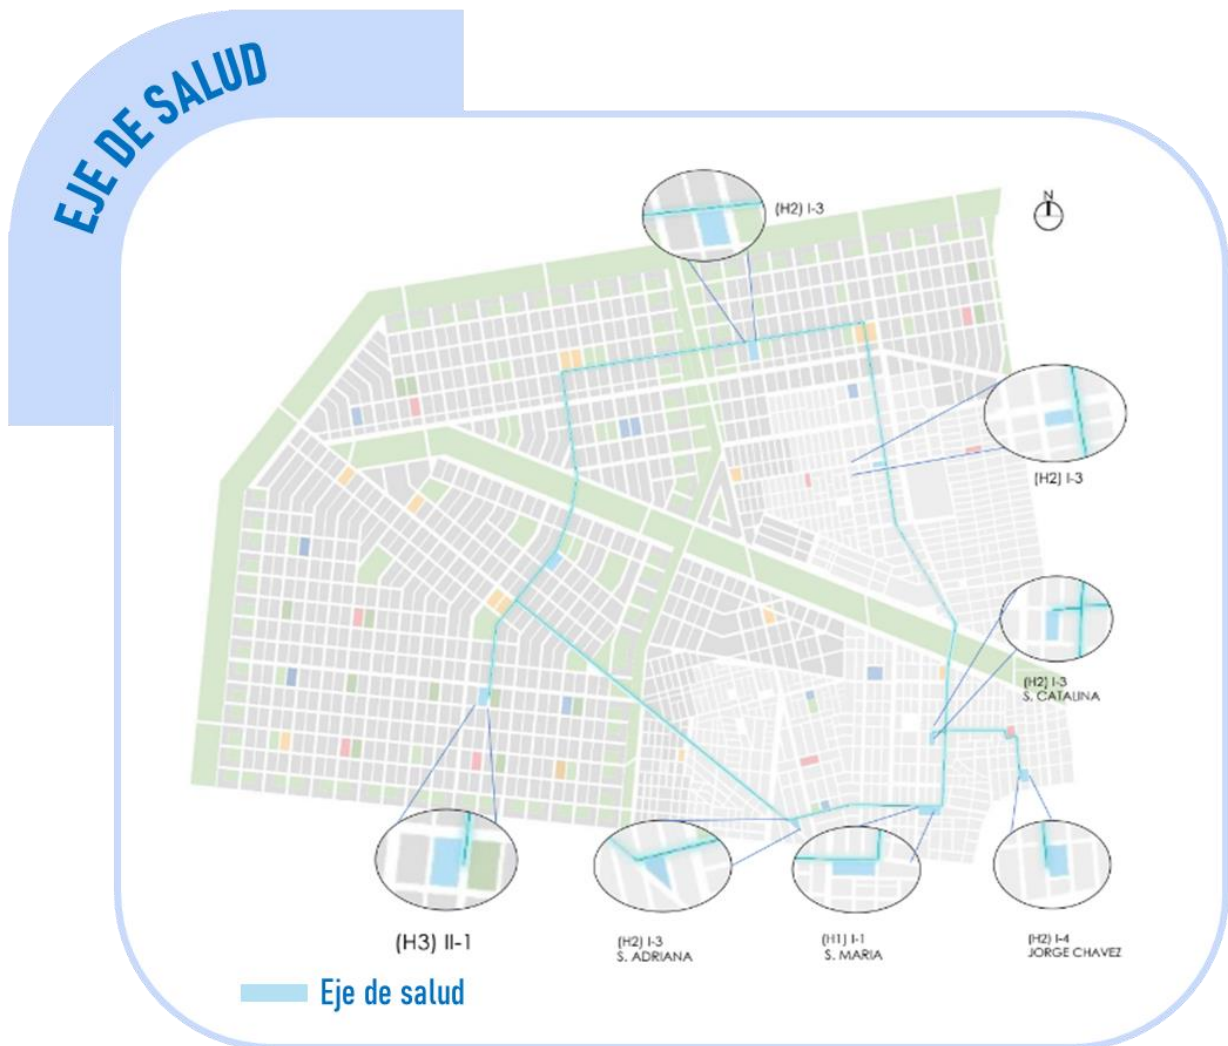 EJE DE SALUD
N
(H2) I-3
(H2) I-3
(H2) I-3
S. CATALINA
(H3) II-1
(H2) I-3
S. ADRIANA
(H1) I-1
S. MARIA
(H2) I-4
JORGE CHAVEZ
Eje de salud